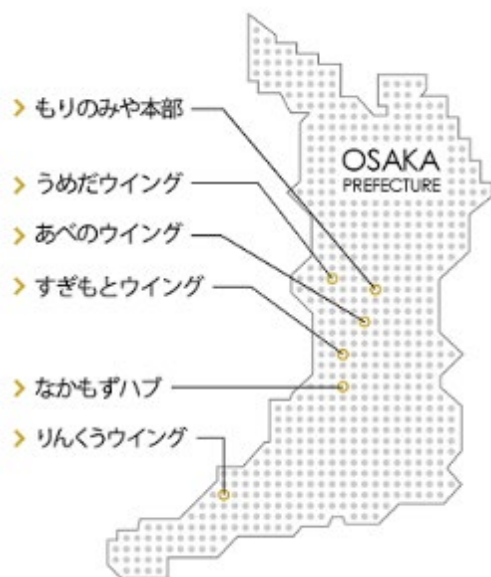 もりのみや本部
OSAKA
PREFECTURE
うめだウイング
あべのウイング
すぎもとウイング
なかもずハブ
りんくうウイング